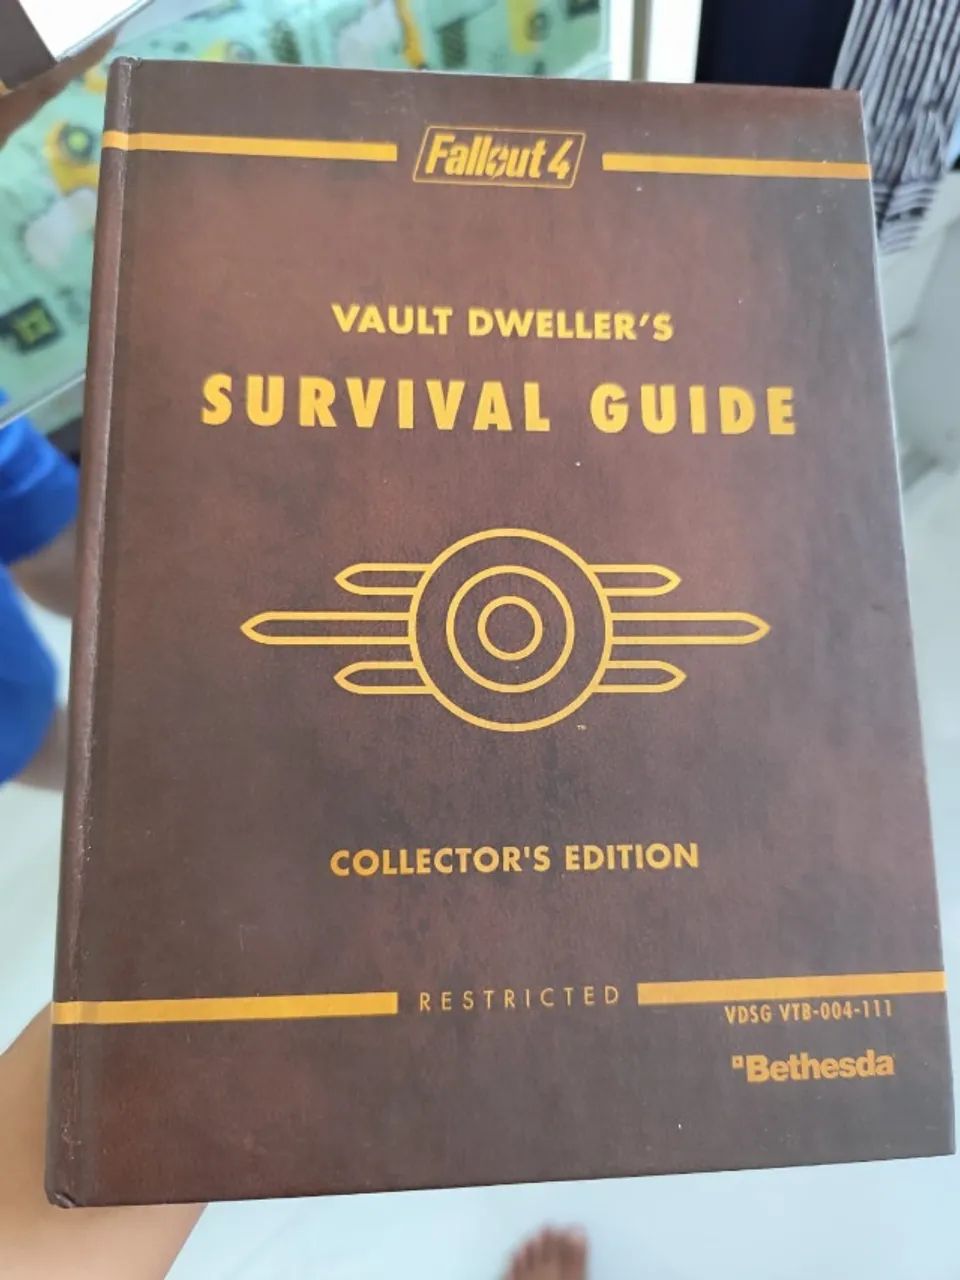 Fallout 4
VAULT DWELLER'S
SURVIVAL GUIDE
COLLECTOR'S EDITION
RESTRICTED
VDSG VTB-004-111
Bethesda